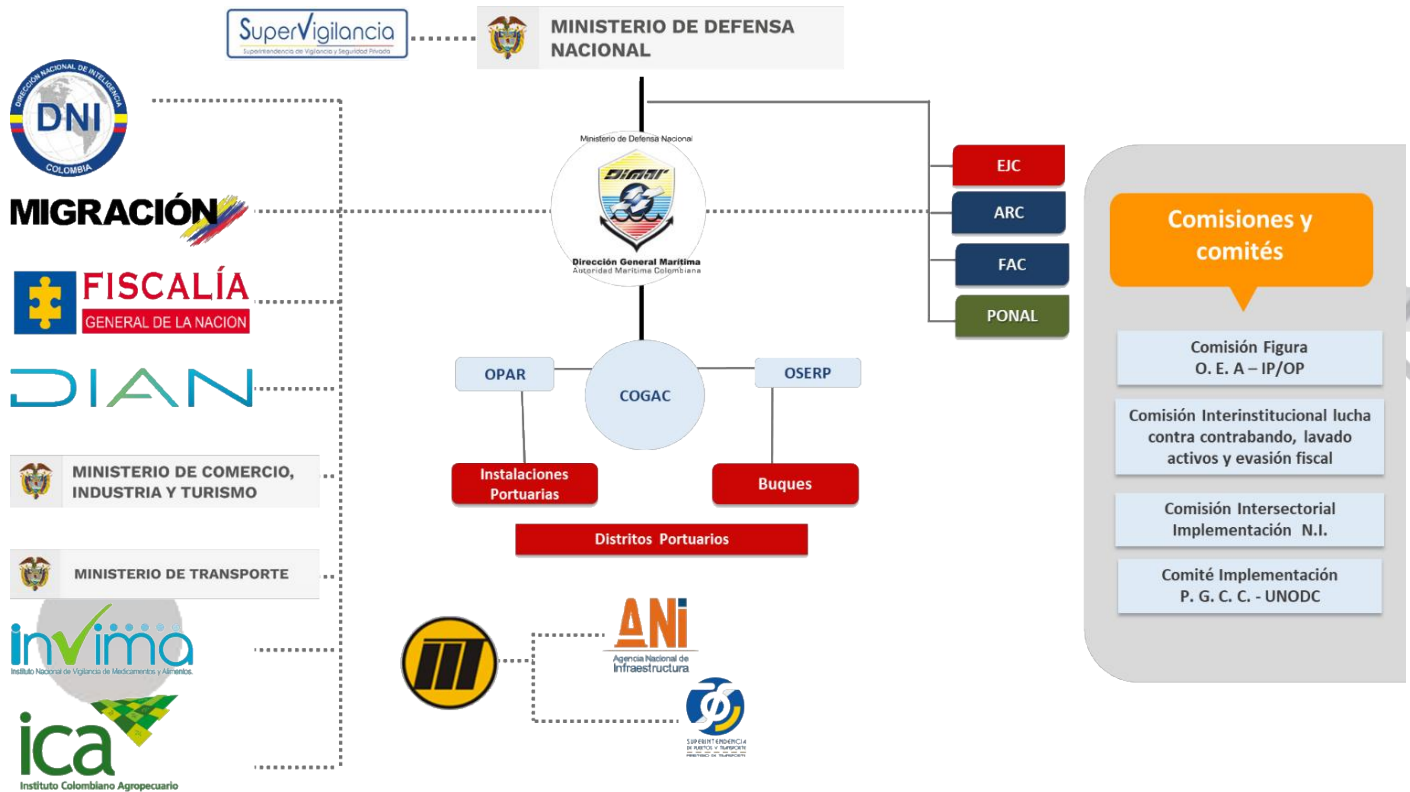 SuperVigilancia
Superintendencia de Vigilancia y Seguridad Privada
MINISTERIO DE DEFENSA
NACIONAL
DIRECCIÓN NACIONAL DE INTELIGENCIA
DNI
COLOMBIA
MIGRACIÓN
FISCALÍA
GENERAL DE LA NACION
DIAN
MINISTERIO DE COMERCIO,
INDUSTRIA Y TURISMO
MINISTERIO DE TRANSPORTE
invima
Instituto Nacional de Vigilancia de Medicamentos y Alimentos.
ica
Instituto Colombiano Agropecuario
Ministerio de Defensa Nacional
Dimar
Dirección General Marítima
Autoridad Marítima Colombiana
EJC
ARC
FAC
PONAL
OPAR
COGAC
OSERP
Instalaciones
Portuarias
Buques
Distritos Portuarios
ANi
Agencia Nacional de
Infraestructura
SUPERINTENDENCIA
DE PUERTOS Y TRANSPORTE
MINISTERIO DE TRANSPORTE
Comisiones y
comités
Comisión Figura
O. E. A – IP/OP
Comisión Interinstitucional lucha
contra contrabando, lavado
activos y evasión fiscal
Comisión Intersectorial
Implementación N.I.
Comité Implementación
P. G. C. C. - UNODC